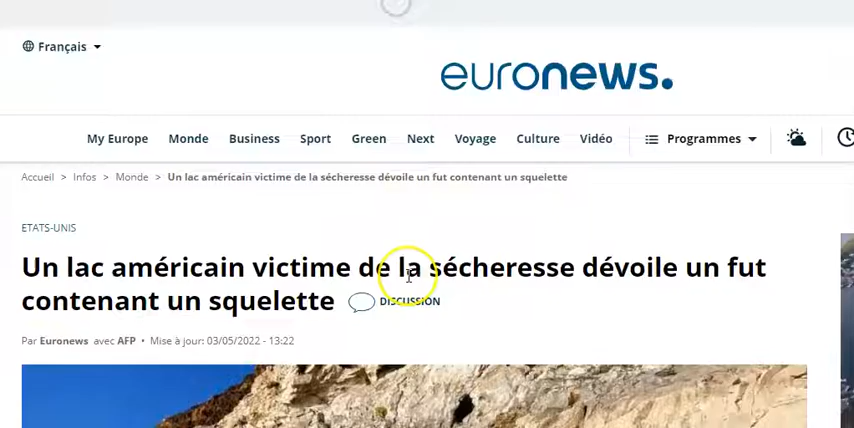 Français
euronews.
My Europe Monde Business Sport Green Next Voyage Culture Vidéo Programmes
Accueil > Infos > Monde > Un lac américain victime de la sécheresse dévoile un fut contenant un squelette
ETATS-UNIS
Un lac américain victime de la sécheresse dévoile un fut
contenant un squelette DISCUSSION
Par Euronews avec AFP • Mise à jour: 03/05/2022 - 13:22